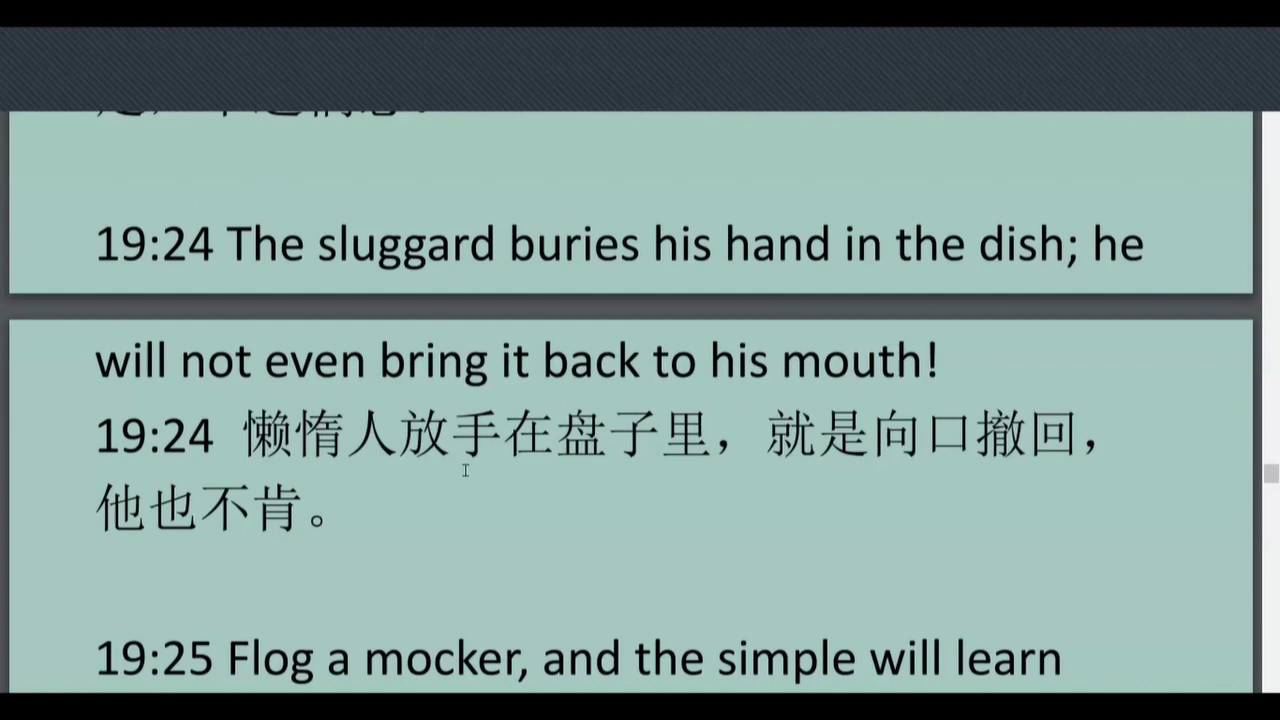 19:24 The sluggard buries his hand in the dish; he
will not even bring it back to his mouth!
19:24 懒惰人放手在盘子里，就是向口撤回，
他也不肯。
19:25 Flog a mocker, and the simple will learn